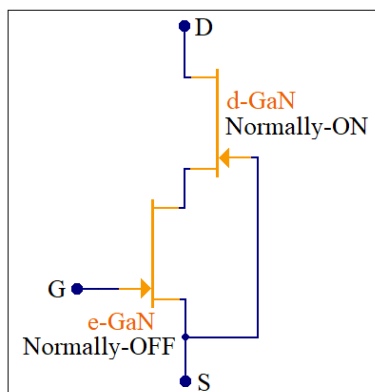 D
d-GaN
Normally-ON
G
e-GaN
Normally-OFF
S